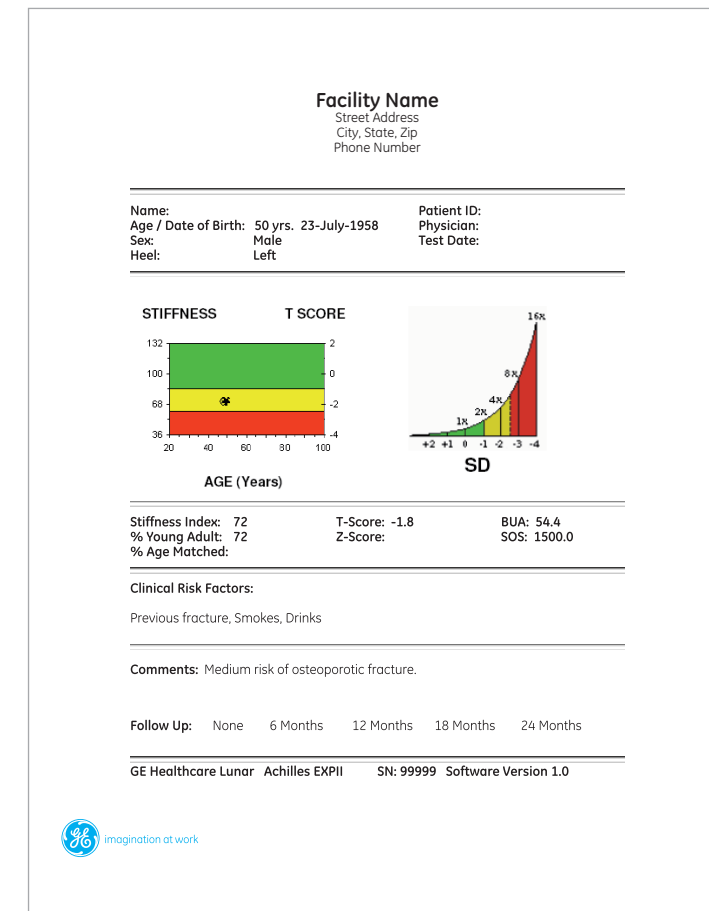 Facility Name
Street Address
City, State, Zip
Phone Number
Name:
Patient ID:
Age / Date of Birth: 50 yrs. 23-July-1958
Physician:
Sex: Male
Test Date:
Heel: Left
STIFFNESS T SCORE
132 2
100 0
68 -2
36 -4
20 40 60 80 100
AGE (Years)
16x
8x
4x
2x
1x
+2 +1 0 -1 -2 -3 -4
SD
Stiffness Index: 72 T-Score: -1.8 BUA: 54.4
% Young Adult: 72 Z-Score: SOS: 1500.0
% Age Matched:
Clinical Risk Factors:
Previous fracture, Smokes, Drinks
Comments: Medium risk of osteoporotic fracture.
Follow Up: None 6 Months 12 Months 18 Months 24 Months
GE Healthcare Lunar Achilles EXPII SN: 99999 Software Version 1.0
GE imagination at work